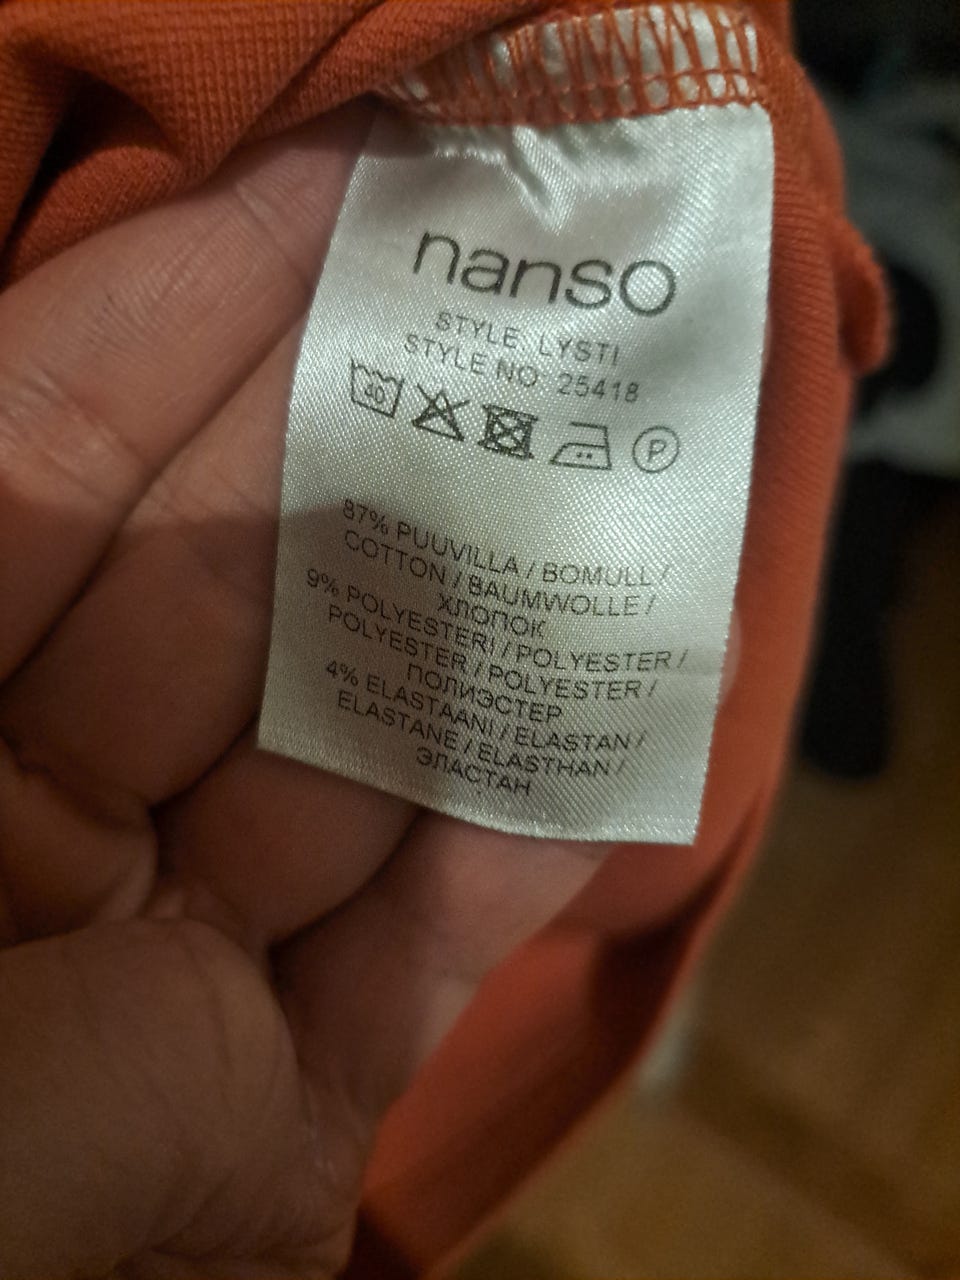 nanso
STYLE: LYSTI
STYLE NO 25418
40
P
87% PUUVILLA / BOMULL /
COTTON / BAUMWOLLE /
ХЛОПОК
9% POLYESTERI / POLYESTER /
POLYESTER / POLYESTER /
ПОЛИЭСТЕР
4% ELASTAANI / ELASTAN /
ELASTANE / ELASTHAN /
ЭЛАСТАН